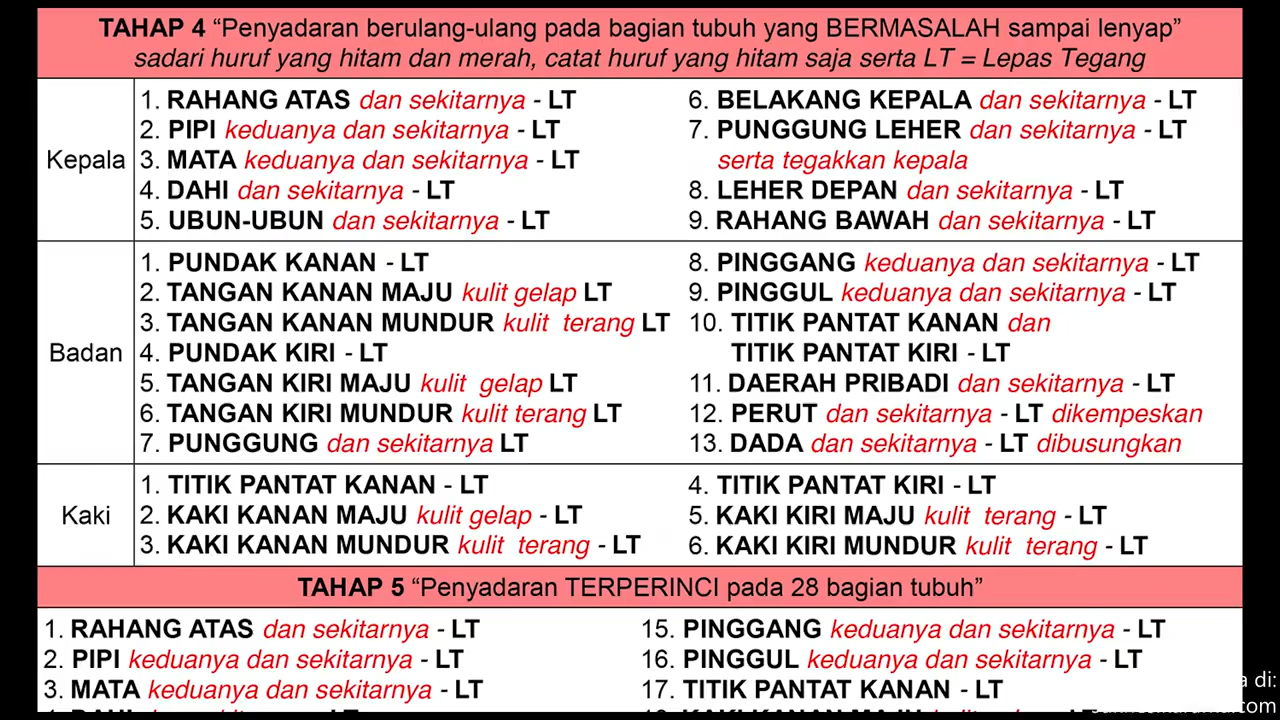 TAHAP 4 “Penyadaran berulang-ulang pada bagian tubuh yang BERMASALAH sampai lenyap”
sadari huruf yang hitam dan merah, catat huruf yang hitam saja serta LT = Lepas Tegang
Kepala
1. RAHANG ATAS dan sekitarnya - LT
2. PIPI keduanya dan sekitarnya - LT
3. MATA keduanya dan sekitarnya - LT
4. DAHI dan sekitarnya - LT
5. UBUN-UBUN dan sekitarnya - LT
6. BELAKANG KEPALA dan sekitarnya - LT
7. PUNGGUNG LEHER dan sekitarnya - LT
serta tegakkan kepala
8. LEHER DEPAN dan sekitarnya - LT
9. RAHANG BAWAH dan sekitarnya - LT
Badan
1. PUNDAK KANAN - LT
2. TANGAN KANAN MAJU kulit gelap LT
3. TANGAN KANAN MUNDUR kulit terang LT
4. PUNDAK KIRI - LT
5. TANGAN KIRI MAJU kulit gelap LT
6. TANGAN KIRI MUNDUR kulit terang LT
7. PUNGGUNG dan sekitarnya LT
8. PINGGANG keduanya dan sekitarnya - LT
9. PINGGUL keduanya dan sekitarnya - LT
10. TITIK PANTAT KANAN dan
TITIK PANTAT KIRI - LT
11. DAERAH PRIBADI dan sekitarnya - LT
12. PERUT dan sekitarnya - LT dikempeskan
13. DADA dan sekitarnya - LT dibusungkan
Kaki
1. TITIK PANTAT KANAN - LT
2. KAKI KANAN MAJU kulit gelap - LT
3. KAKI KANAN MUNDUR kulit terang - LT
4. TITIK PANTAT KIRI - LT
5. KAKI KIRI MAJU kulit terang - LT
6. KAKI KIRI MUNDUR kulit terang - LT
TAHAP 5 “Penyadaran TERPERINCI pada 28 bagian tubuh”
1. RAHANG ATAS dan sekitarnya - LT
2. PIPI keduanya dan sekitarnya - LT
3. MATA keduanya dan sekitarnya - LT
15. PINGGANG keduanya dan sekitarnya - LT
16. PINGGUL keduanya dan sekitarnya - LT
17. TITIK PANTAT KANAN - LT
di: